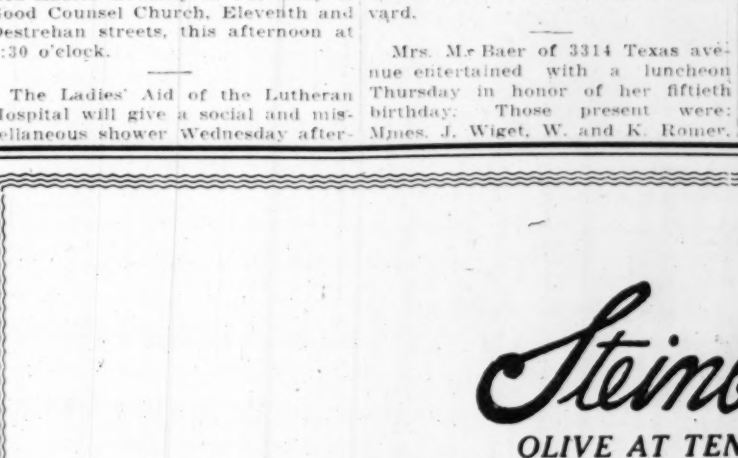 Good Counsel Church, Eleventh and
Destrehan streets, this afternoon at
:30 o'clock.
The Ladies' Aid of the Lutheran
Hospital will give a social and mis-
ellaneous shower Wednesday after-
vard.
Mrs. M. Baer of 3314 Texas ave-
nue entertained with a luncheon
Thursday in honor of her fiftieth
birthday. Those present were:
Mmes. J. Wiget, W. and K. Romer,
Steinb
OLIVE AT TEN